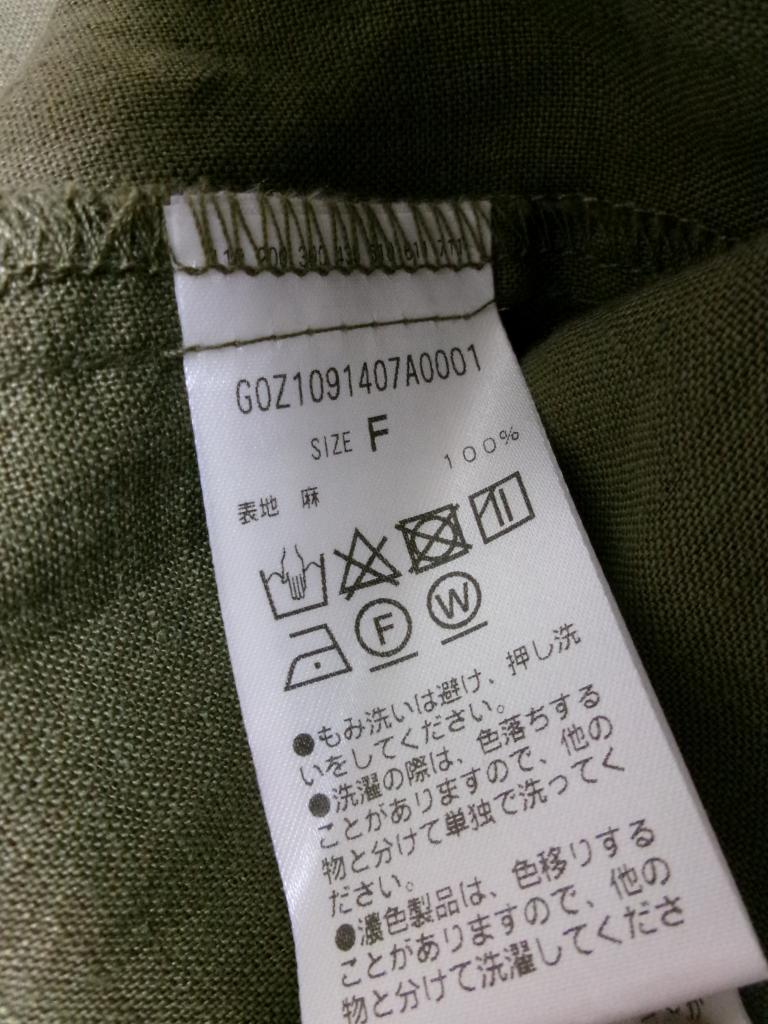 GOZ1091407A0001
SIZE F
100%
表地 麻
F W
●もみ洗いは避け、押し洗
いをしてください。
●洗濯の際は、色落ちする
ことがありますので、他の
物と分けて単独で洗ってく
ださい。
●濃色製品は、色移りする
ことがありますので、他の
物と分けて洗濯してくださ